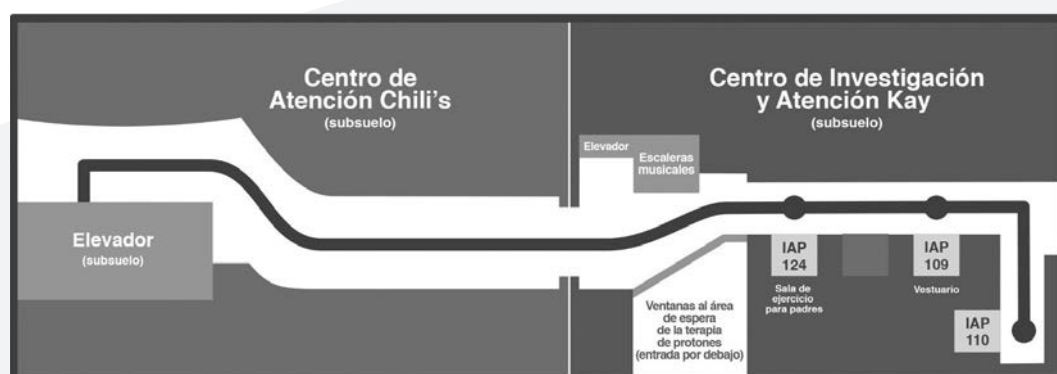 Centro de
Atención Chili's
(subsuelo)
Elevador
(subsuelo)
Centro de Investigación
y Atención Kay
(subsuelo)
Elevador
Escaleras
musicales
Ventanas al área
de espera
de la terapia
de protones
(entrada por debajo)
IAP
124
Sala de
ejercicio
para padres
IAP
109
Vestuario
IAP
110